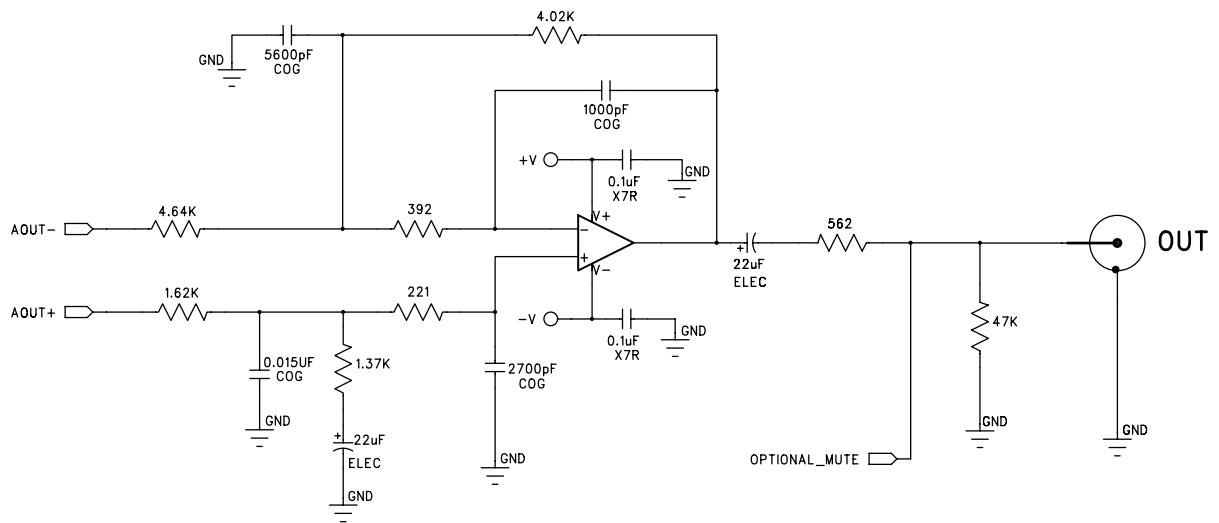 4.02K
GND
5600pF
COG
1000pF
COG
+V
GND
0.1uF
X7R
V+
AOUT-
4.64K
392
-
562
OUT
+
22uF
ELEC
+
V-
AOUT+
1.62K
221
-V
GND
0.1uF
X7R
47K
0.015UF
COG
1.37K
2700pF
COG
GND
+
22uF
ELEC
GND
GND
GND
GND
OPTIONAL_MUTE